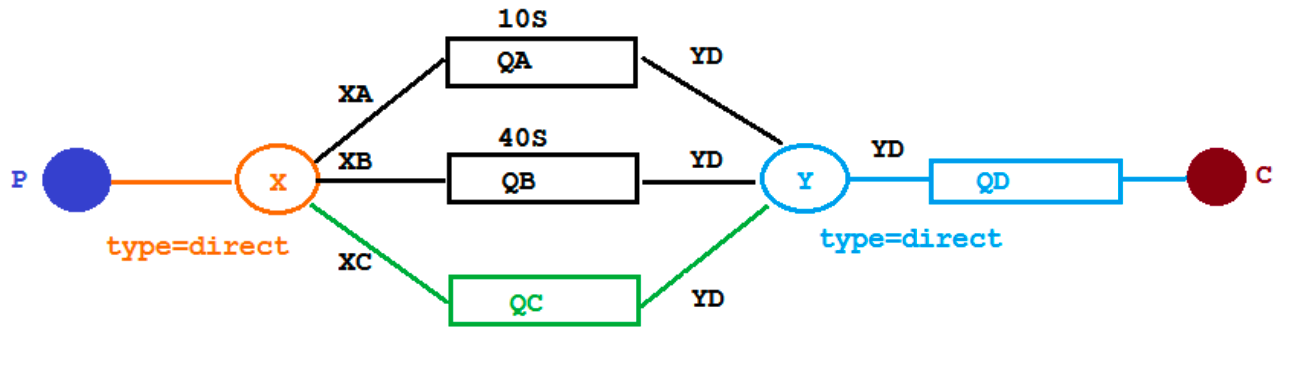 10S
QA
YD
XA
40S
YD
XB
QB
YD
P
X
Y
QD
C
type=direct
type=direct
XC
QC
YD